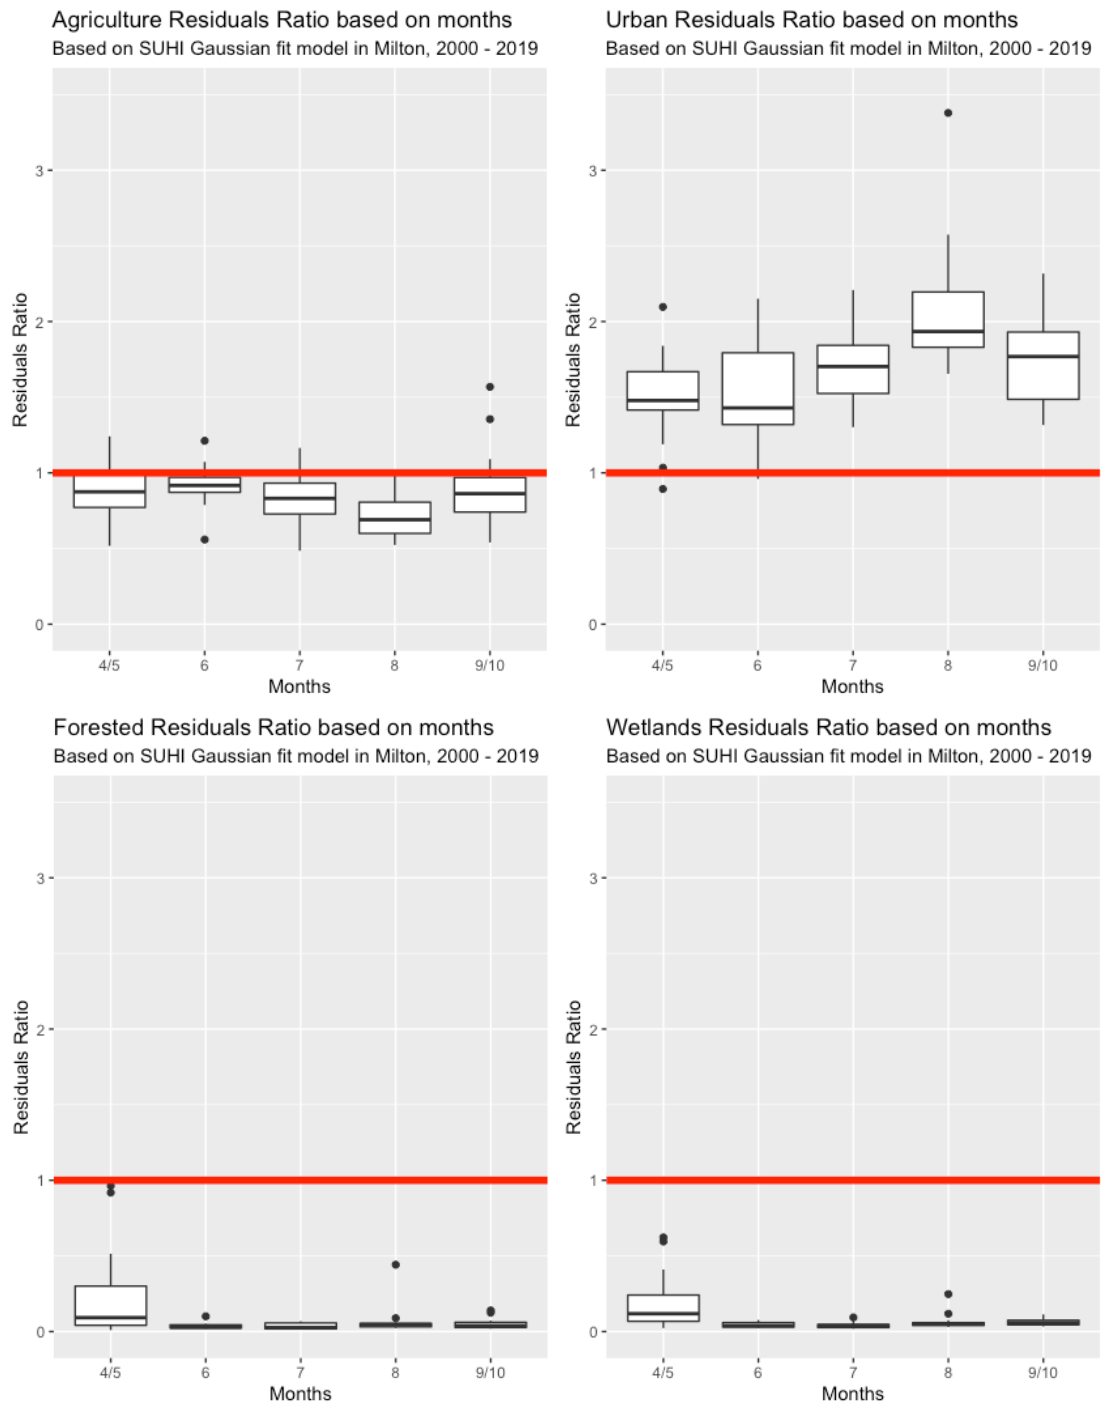 Agriculture Residuals Ratio based on months
Based on SUHI Gaussian fit model in Milton, 2000 - 2019
Residuals Ratio
3
2
1
0
4/5 6 7 8 9/10
Months
Urban Residuals Ratio based on months
Based on SUHI Gaussian fit model in Milton, 2000 - 2019
Residuals Ratio
3
2
1
0
4/5 6 7 8 9/10
Months
Forested Residuals Ratio based on months
Based on SUHI Gaussian fit model in Milton, 2000 - 2019
Residuals Ratio
3
2
1
0
4/5 6 7 8 9/10
Months
Wetlands Residuals Ratio based on months
Based on SUHI Gaussian fit model in Milton, 2000 - 2019
Residuals Ratio
3
2
1
0
4/5 6 7 8 9/10
Months